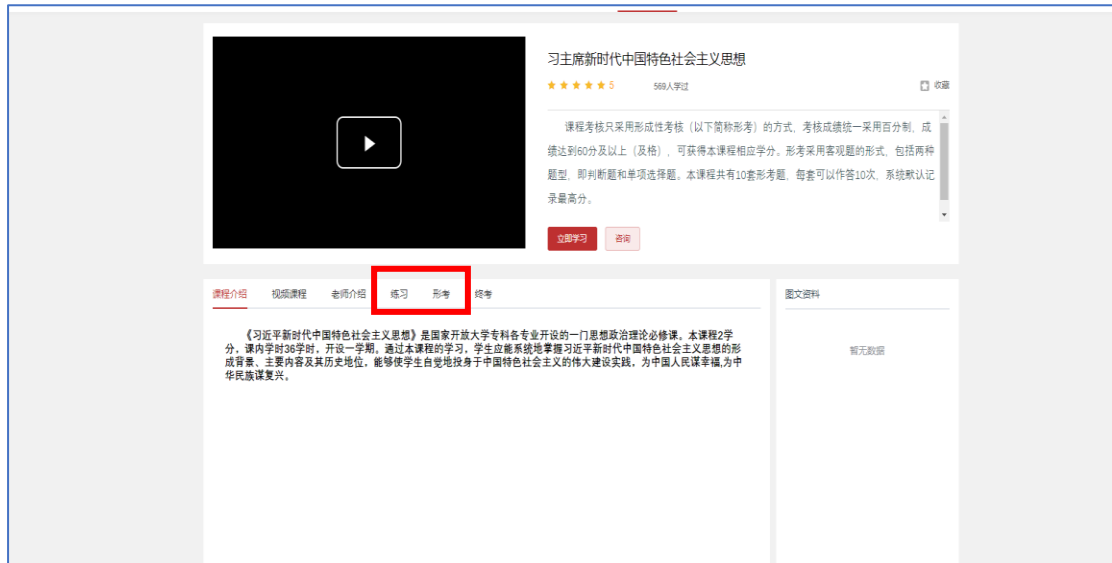 习主席新时代中国特色社会主义思想
5 569人学过 收藏
课程考核只采用形成性考核（以下简称形考）的方式，考核成绩统一采用百分制，成
绩达到60分及以上（及格），可获得本课程相应学分。形考采用客观题的形式，包括两种
题型，即判断题和单项选择题。本课程共有10套形考题，每套可以作答10次，系统默认记
录最高分。
立即学习 咨询
课程介绍 视频课程 老师介绍 练习 形考 终考
图文资料
《习近平新时代中国特色社会主义思想》是国家开放大学专科各专业开设的一门思想政治理论必修课。本课程2学
分，课内学时36学时，开设一学期。通过本课程的学习，学生应能系统地掌握习近平新时代中国特色社会主义思想的形
成背景、主要内容及其历史地位，能够使学生自觉地投身于中国特色社会主义的伟大建设实践，为中国人民谋幸福,为中
华民族谋复兴。
暂无数据